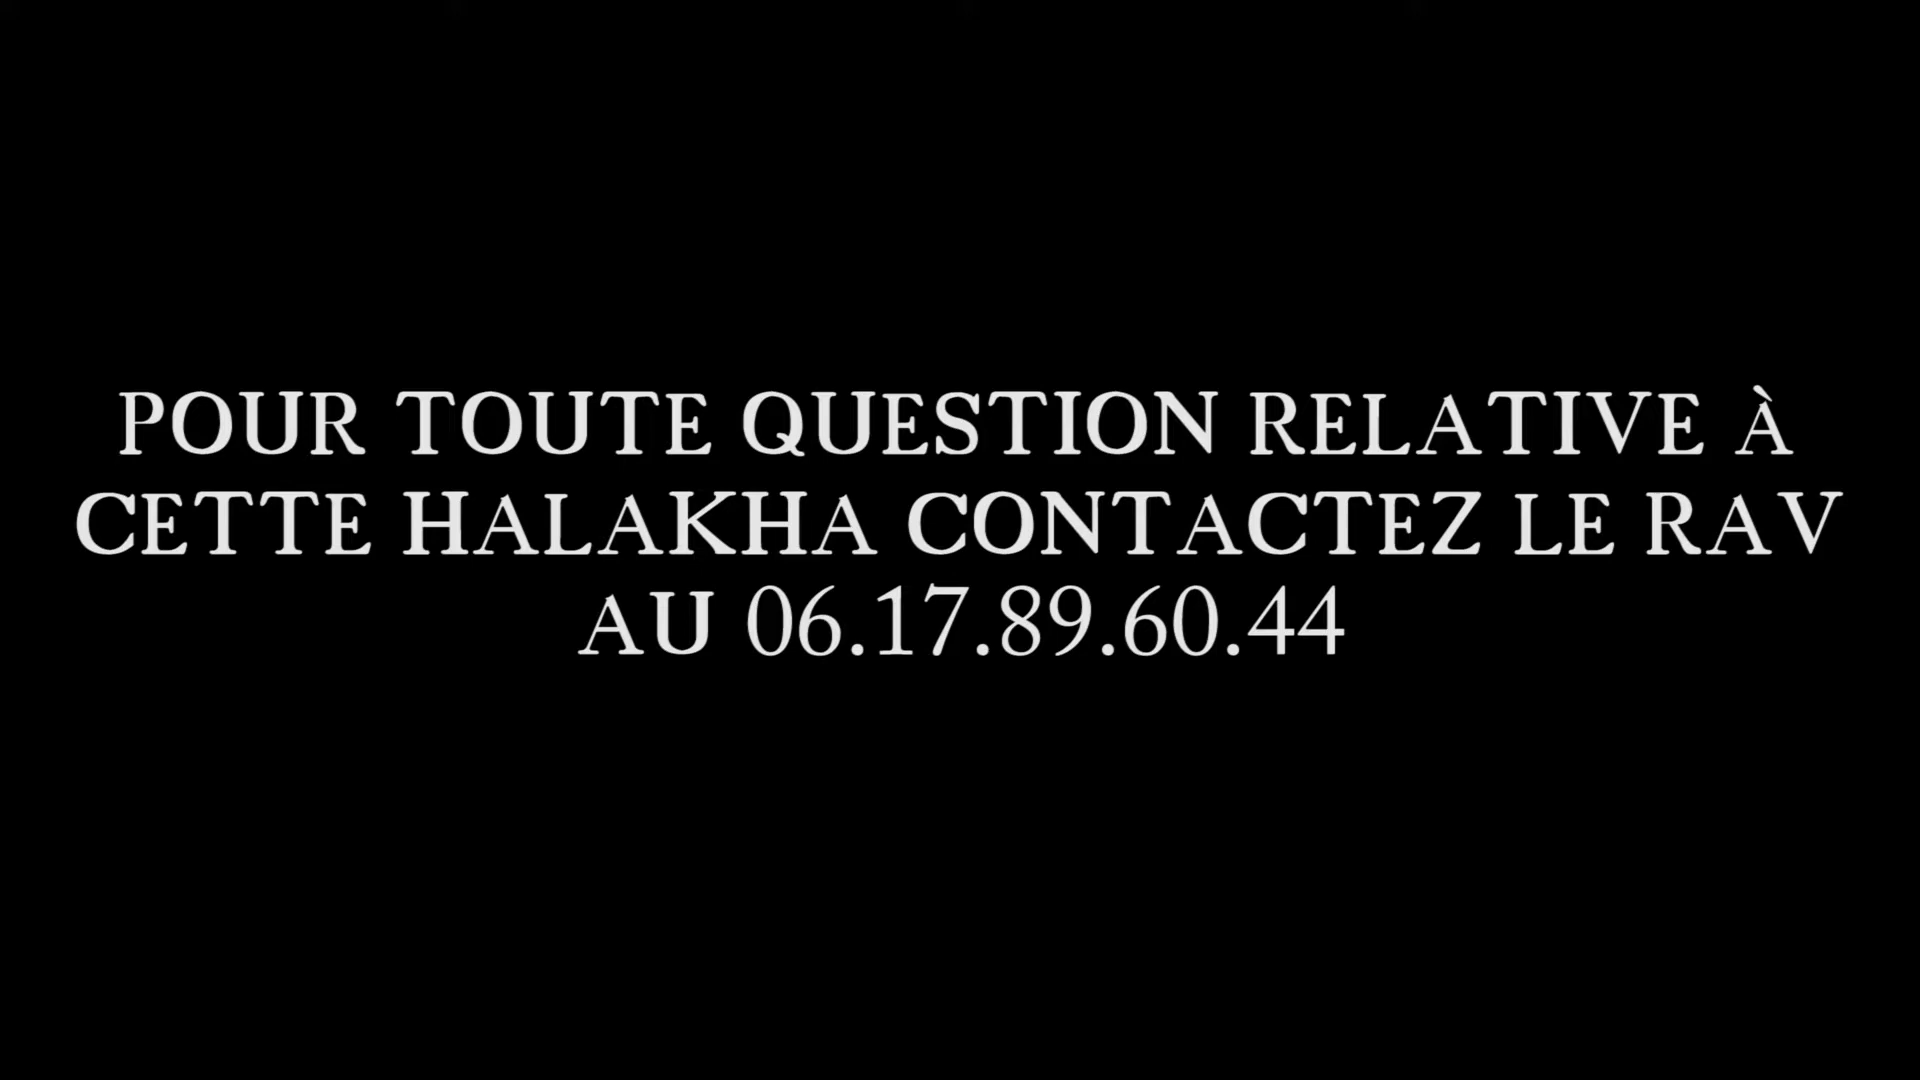 POUR TOUTE QUESTION RELATIVE À
CETTE HALAKHA CONTACTEZ LE RAV
AU 06.17.89.60.44